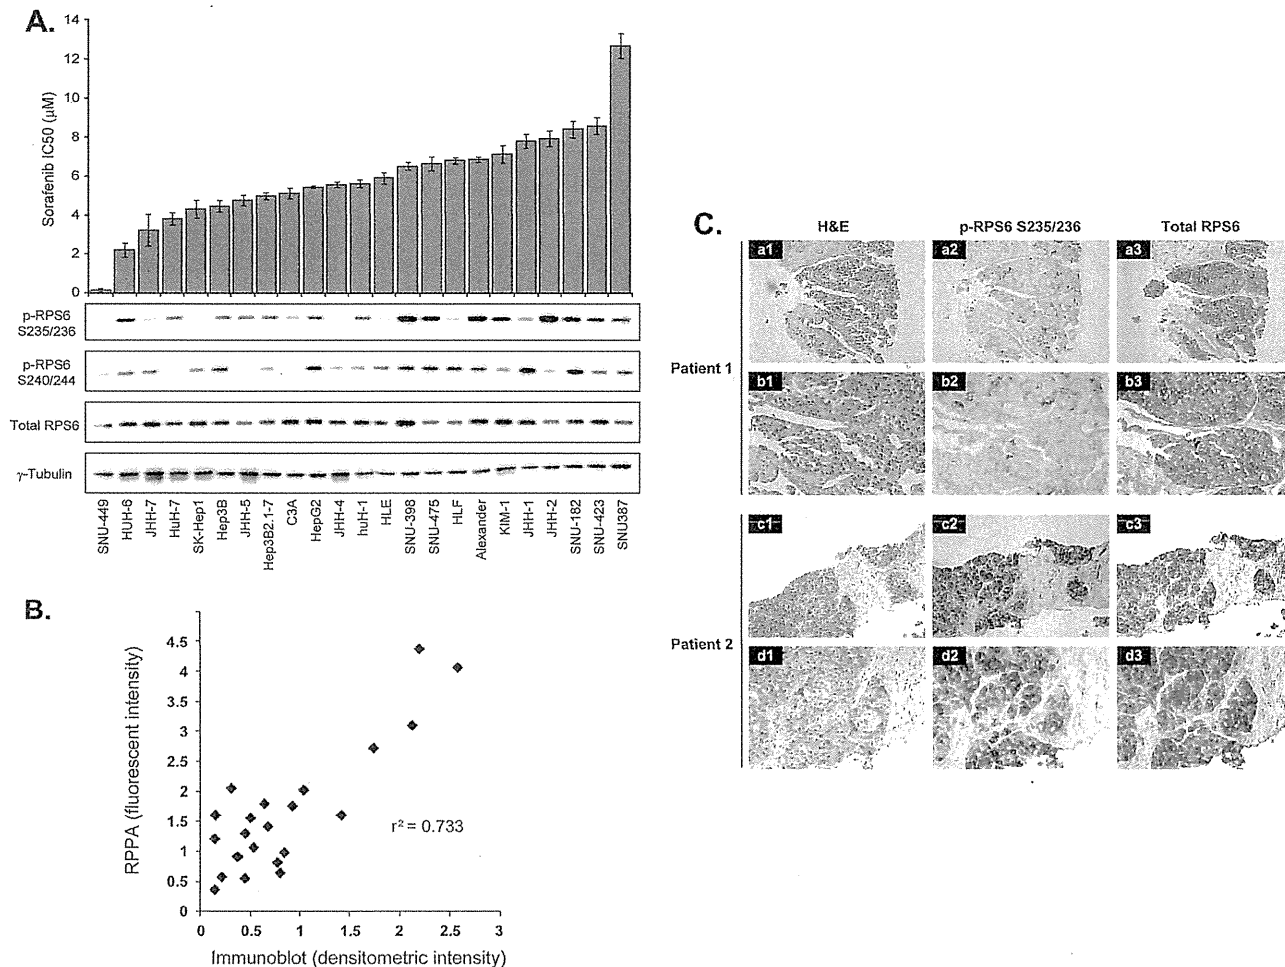 A.
14
12
10
8
6
4
2
0
Sorafenib IC50 (µM)
p-RPS6
S235/236
p-RPS6
S240/244
Total RPS6
γ-Tubulin
SNU-449
HUH-6
JHH-7
HuH-7
SK-Hep1
Hep3B
JHH-5
Hep3B2.1-7
C3A
HepG2
JHH-4
huH-1
HLE
SNU-398
SNU-475
HLF
Alexander
KIM-1
JHH-1
JHH-2
SNU-182
SNU-423
SNU387
B.
4.5
4
3.5
3
2.5
2
1.5
1
0.5
0
RPPA (fluorescent intensity)
r² = 0.733
0
0.5
1
1.5
2
2.5
3
Immunoblot (densitometric intensity)
C.
H&E
p-RPS6 S235/236
Total RPS6
Patient 1
a1
a2
a3
b1
b2
b3
Patient 2
c1
c2
c3
d1
d2
d3